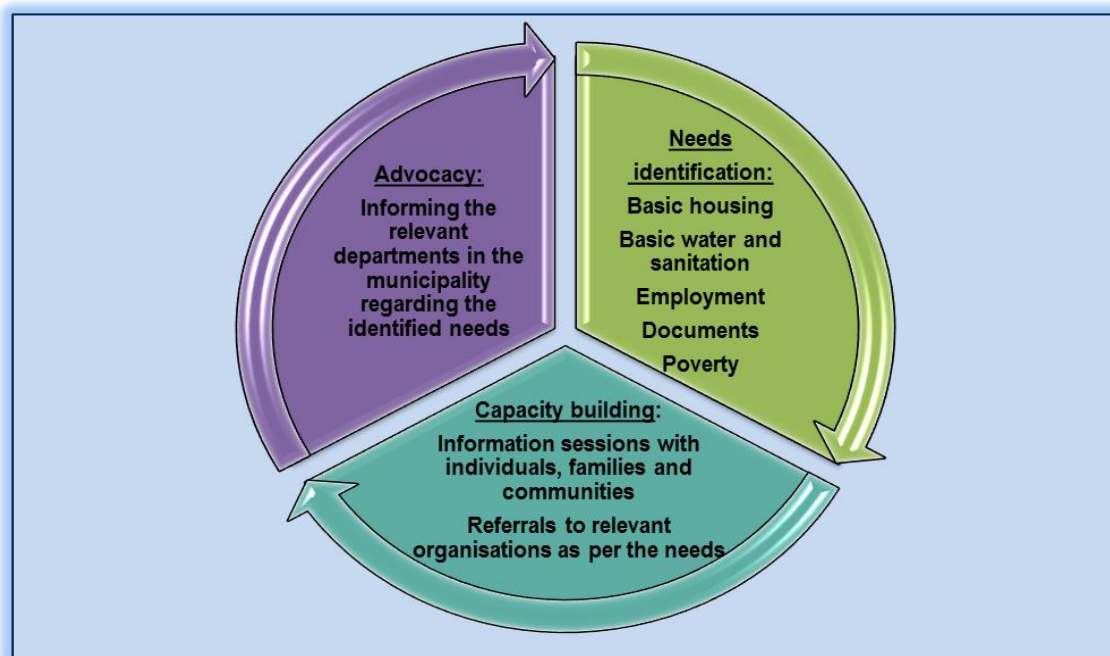 Advocacy:
Informing the
relevant
departments in the
municipality
regarding the
identified needs
Needs
identification:
Basic housing
Basic water and
sanitation
Employment
Documents
Poverty
Capacity building:
Information sessions with
individuals, families and
communities
Referrals to relevant
organisations as per the needs